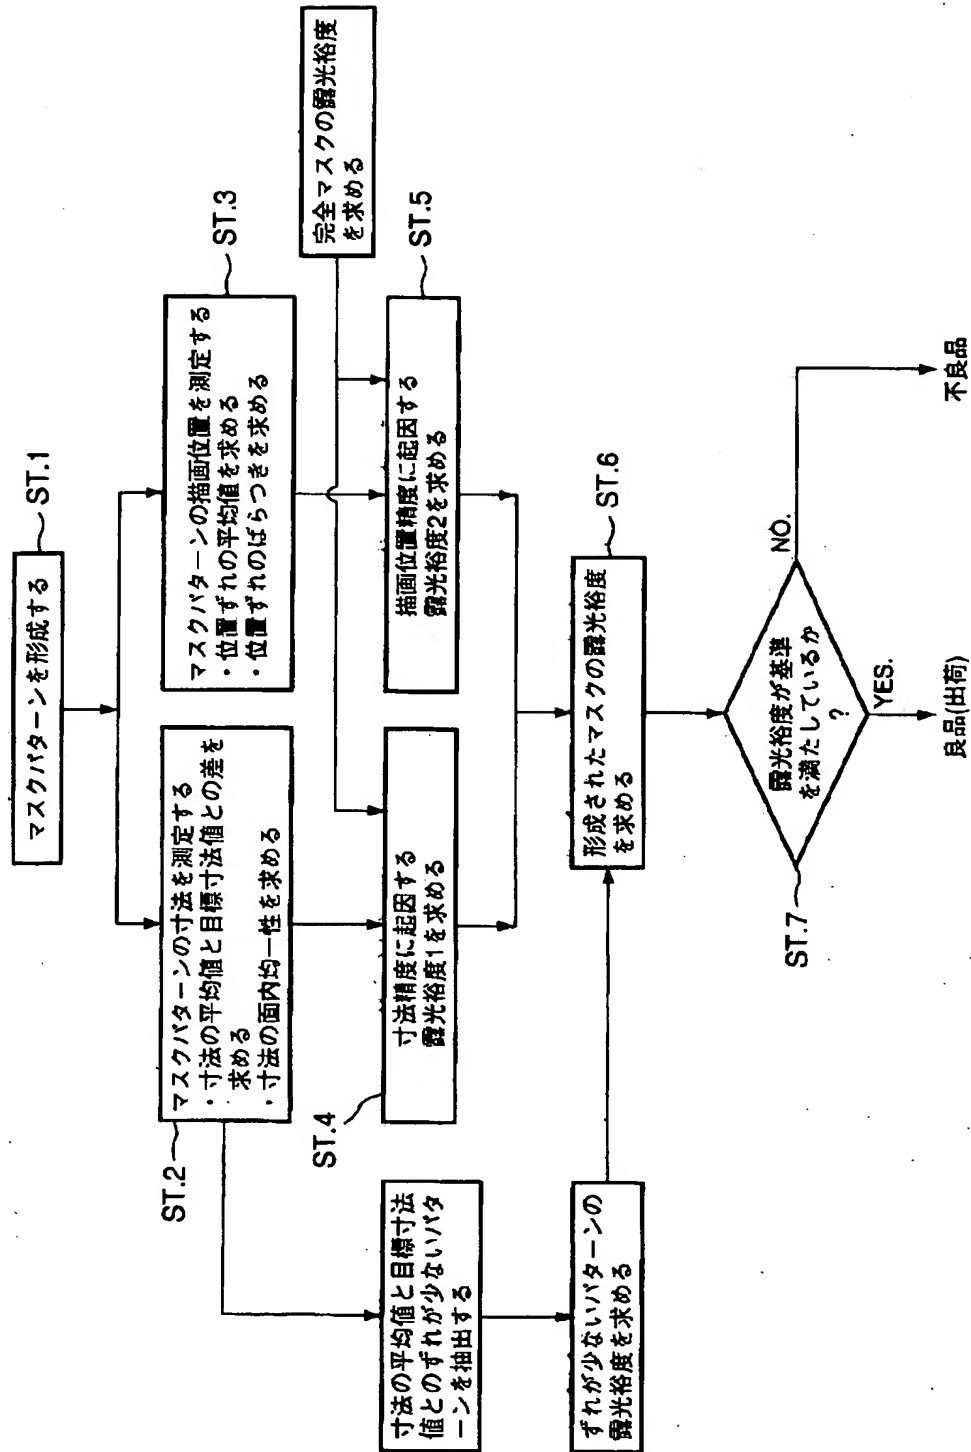 マスクパターンを形成する
ST.1
ST.2
マスクパターンの寸法を測定する
・寸法の平均値と目標寸法値との差を
求める
・寸法の面内均一性を求める
マスクパターンの描画位置を測定する
・位置ずれの平均値を求める
・位置ずれのばらつきを求める
ST.3
完全マスクの露光裕度
を求める
寸法の平均値と目標寸法
値とのずれが少ないパタ
ーンを抽出する
ST.4
寸法精度に起因する
露光裕度1を求める
描画位置精度に起因する
露光裕度2を求める
ST.5
ずれが少ないパターンの
露光裕度を求める
形成されたマスクの露光裕度
を求める
ST.6
ST.7
露光裕度が基準
を満たしているか
?
NO.
YES.
良品(出荷)
不良品